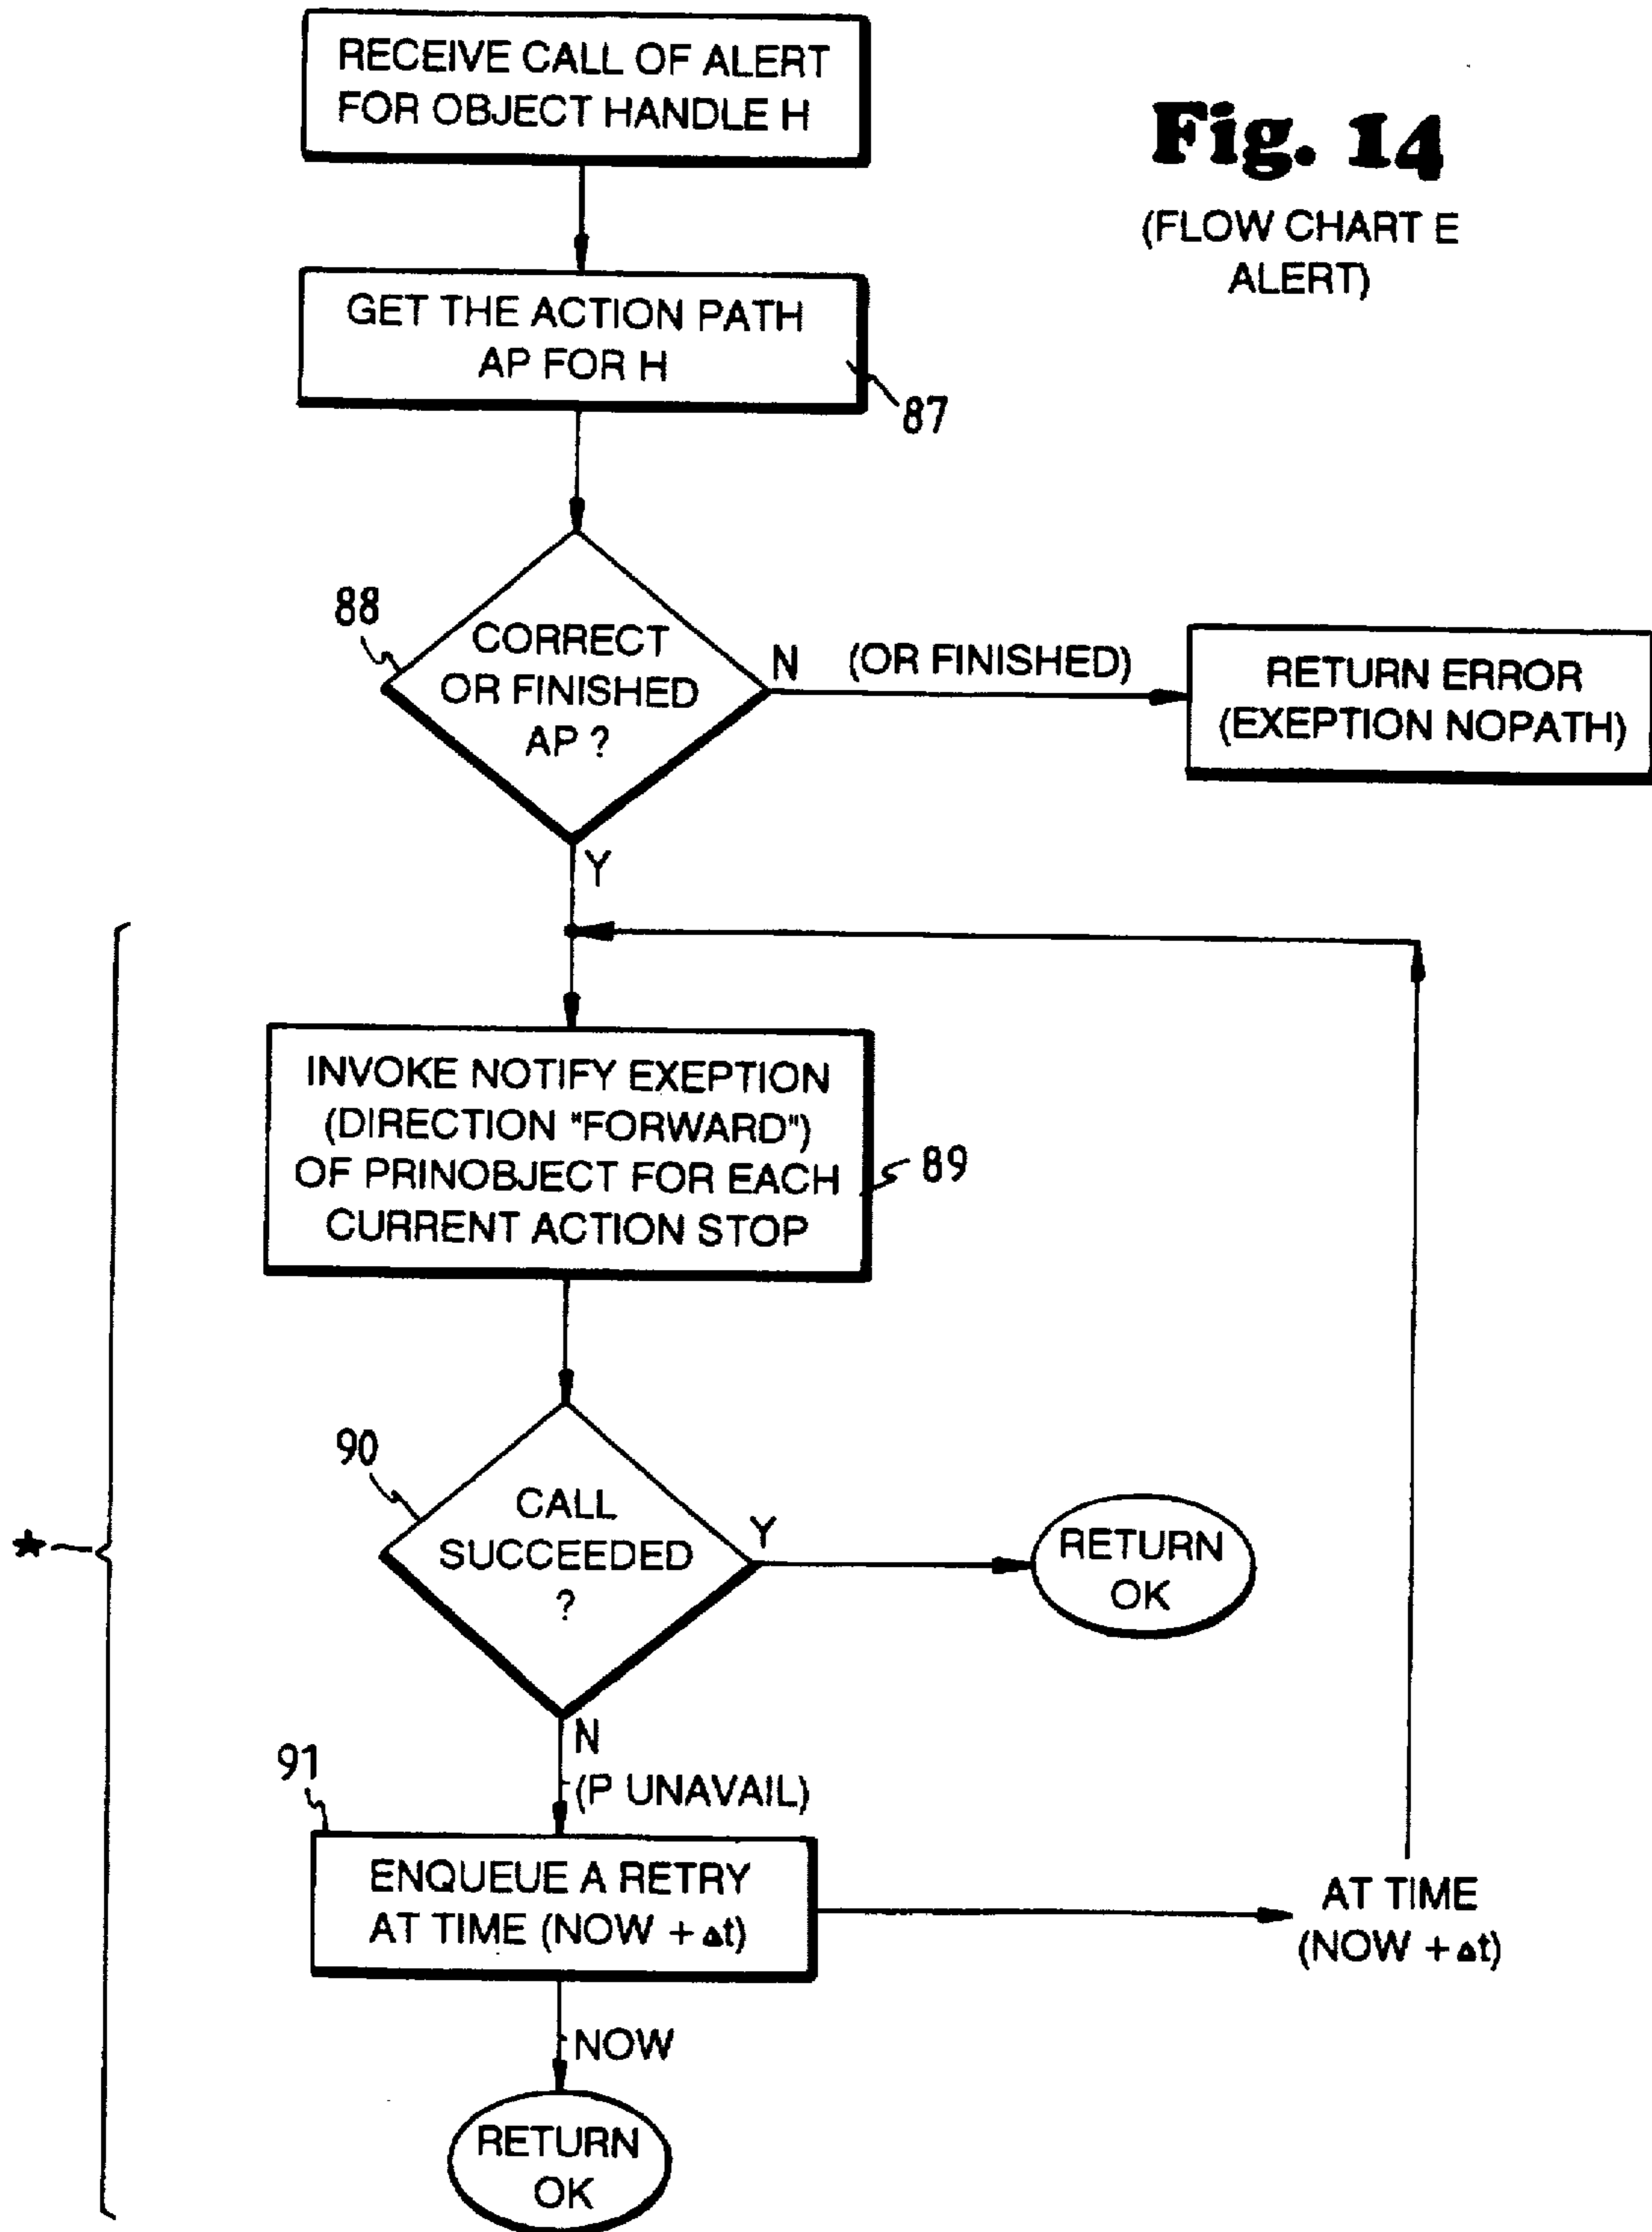 RECEIVE CALL OF ALERT
FOR OBJECT HANDLE H
Fig. 14
(FLOW CHART E
ALERT)
GET THE ACTION PATH
AP FOR H
87
88
CORRECT
OR FINISHED
AP ?
N (OR FINISHED)
RETURN ERROR
(EXEPTION NOPATH)
Y
INVOKE NOTIFY EXEPTION
(DIRECTION "FORWARD")
OF PRINOBJECT FOR EACH
CURRENT ACTION STOP
89
90
CALL
SUCCEEDED
?
Y
RETURN
OK
★
N
(P UNAVAIL)
91
ENQUEUE A RETRY
AT TIME (NOW + Δt)
AT TIME
(NOW + Δt)
NOW
RETURN
OK